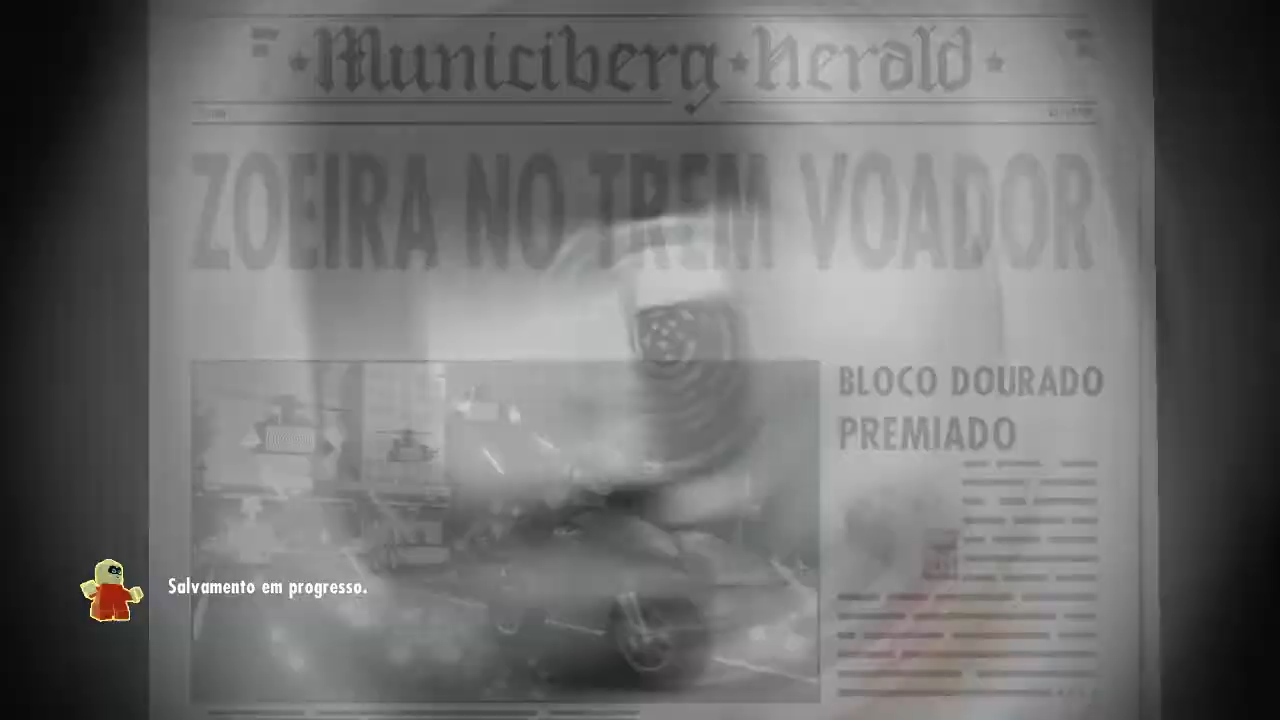 Municiberg Herald
ZOEIRA NO TREM VOADOR
BLOCO DOURADO
PREMIADO
Salvamento em progresso.